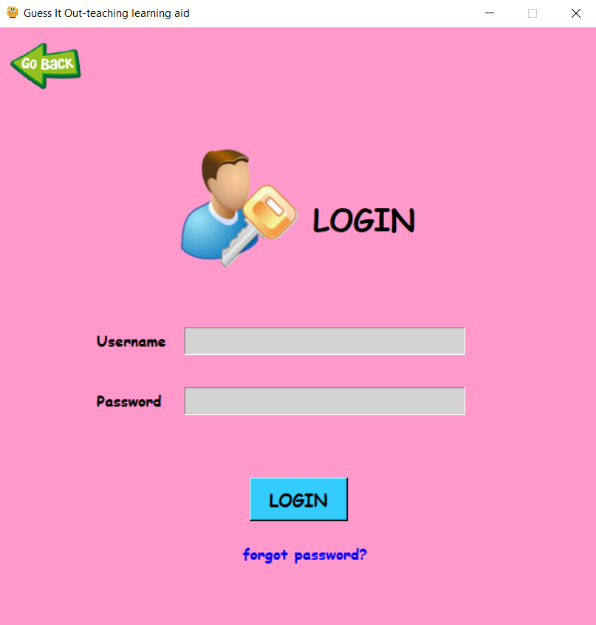 Guess It Out-teaching learning aid
GO BACK
LOGIN
Username
Password
LOGIN
forgot password?